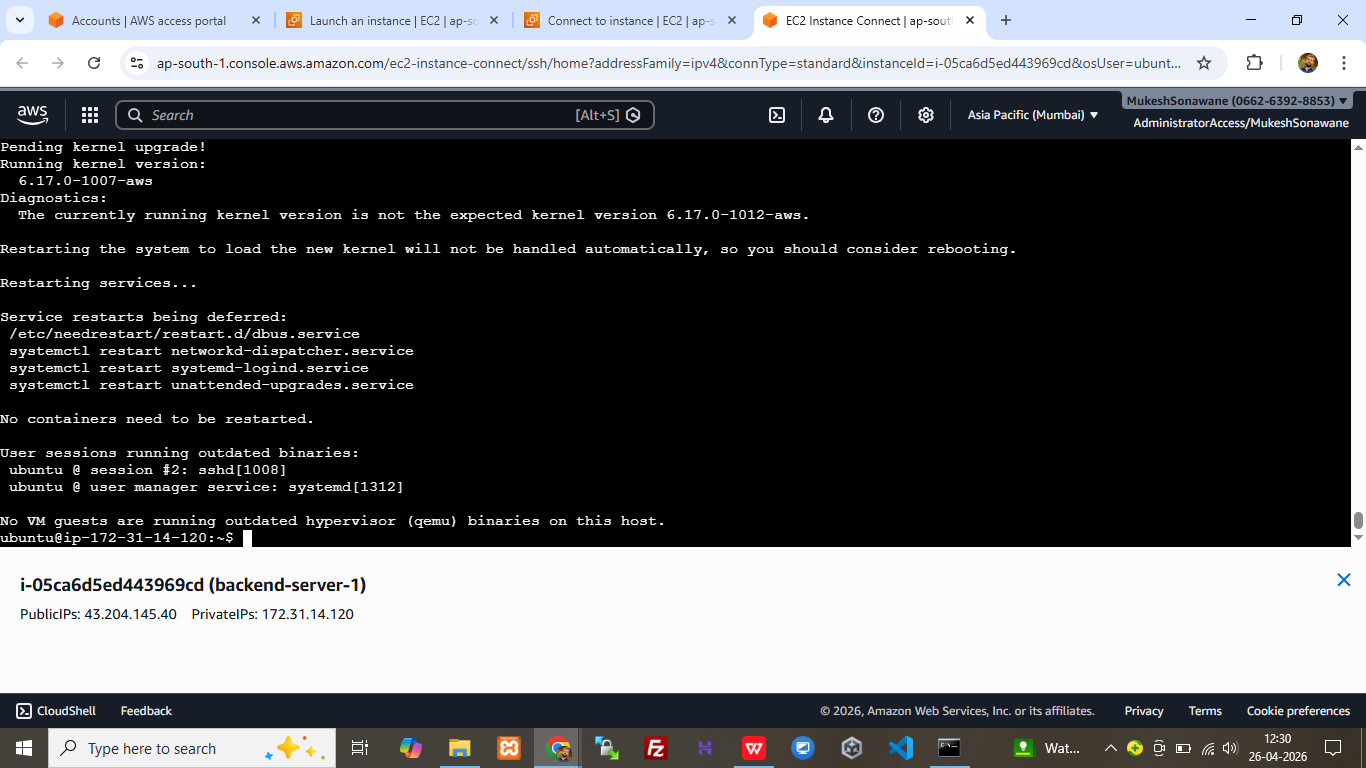 Accounts | AWS access portal
Launch an instance | EC2 | ap-so
Connect to instance | EC2 | ap-s
EC2 Instance Connect | ap-sout
ap-south-1.console.aws.amazon.com/ec2-instance-connect/ssh/home?addressFamily=ipv4&connType=standard&instanceId=i-05ca6d5ed443969cd&osUser=ubunt...
aws
Search
[Alt+S]
Asia Pacific (Mumbai)
MukeshSonawane (0662-6392-8853)
AdministratorAccess/MukeshSonawane
Pending kernel upgrade!
Running kernel version:
6.17.0-1007-aws
Diagnostics:
The currently running kernel version is not the expected kernel version 6.17.0-1012-aws.
Restarting the system to load the new kernel will not be handled automatically, so you should consider rebooting.
Restarting services...
Service restarts being deferred:
/etc/needrestart/restart.d/dbus.service
systemctl restart networkd-dispatcher.service
systemctl restart systemd-logind.service
systemctl restart unattended-upgrades.service
No containers need to be restarted.
User sessions running outdated binaries:
ubuntu @ session #2: sshd[1008]
ubuntu @ user manager service: systemd[1312]
No VM guests are running outdated hypervisor (qemu) binaries on this host.
ubuntu@ip-172-31-14-120:~$
i-05ca6d5ed443969cd (backend-server-1)
PublicIPs: 43.204.145.40 PrivateIPs: 172.31.14.120
CloudShell
Feedback
© 2026, Amazon Web Services, Inc. or its affiliates.
Privacy
Terms
Cookie preferences
Type here to search
Wat...
12:30
26-04-2026